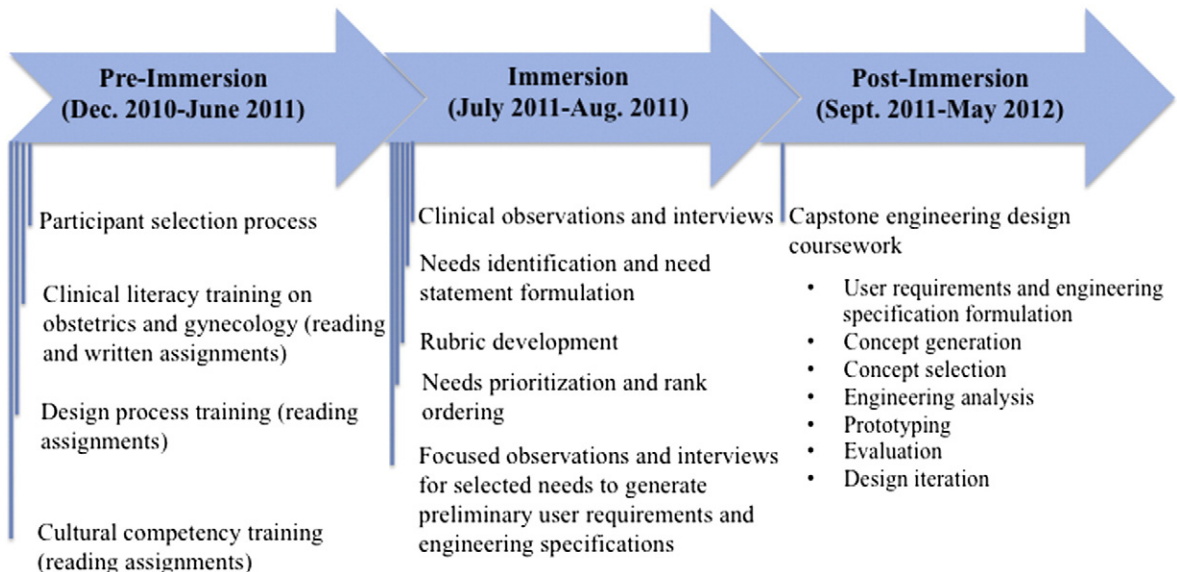 Pre-Immersion
(Dec. 2010-June 2011)
Immersion
(July 2011-Aug. 2011)
Post-Immersion
(Sept. 2011-May 2012)
Participant selection process
Clinical literacy training on
obstetrics and gynecology (reading
and written assignments)
Design process training (reading
assignments)
Cultural competency training
(reading assignments)
Clinical observations and interviews
Needs identification and need
statement formulation
Rubric development
Needs prioritization and rank
ordering
Focused observations and interviews
for selected needs to generate
preliminary user requirements and
engineering specifications
Capstone engineering design
coursework
• User requirements and engineering
specification formulation
• Concept generation
• Concept selection
• Engineering analysis
• Prototyping
• Evaluation
• Design iteration